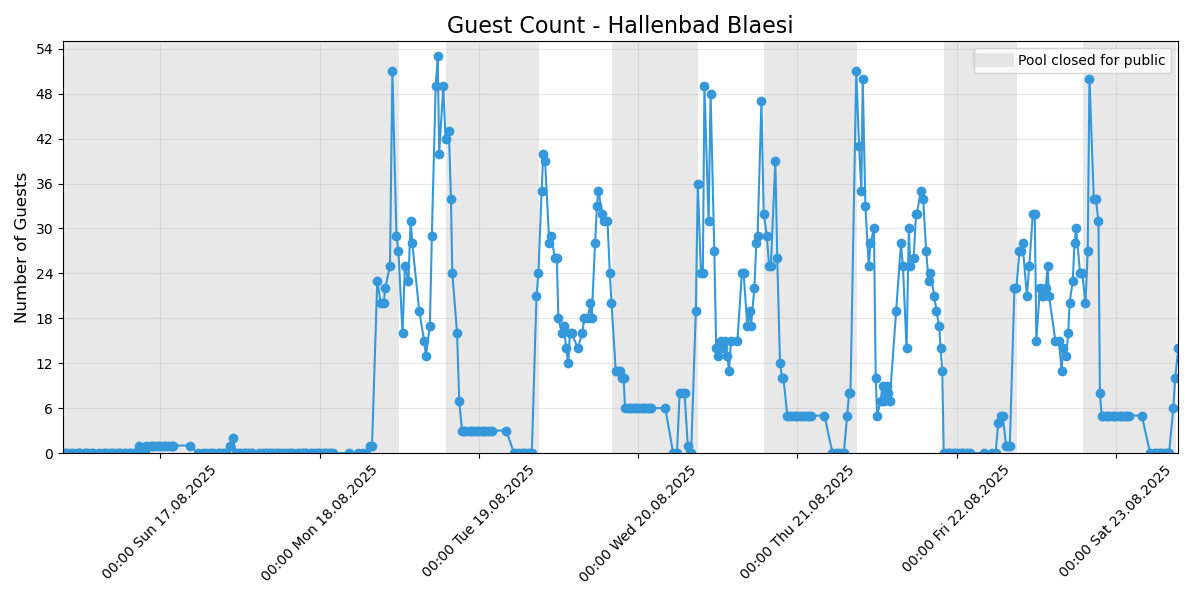 Guest Count - Hallenbad Blaesi
Pool closed for public
Number of Guests
54
48
42
36
30
24
18
12
6
0
00:00 Sun 17.08.2025
00:00 Mon 18.08.2025
00:00 Tue 19.08.2025
00:00 Wed 20.08.2025
00:00 Thu 21.08.2025
00:00 Fri 22.08.2025
00:00 Sat 23.08.2025